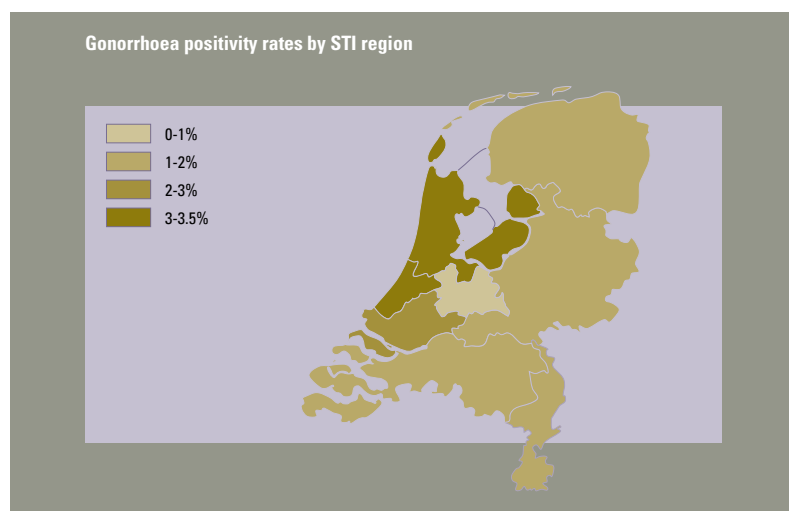 Gonorrhoea positivity rates by STI region
0-1%
1-2%
2-3%
3-3.5%